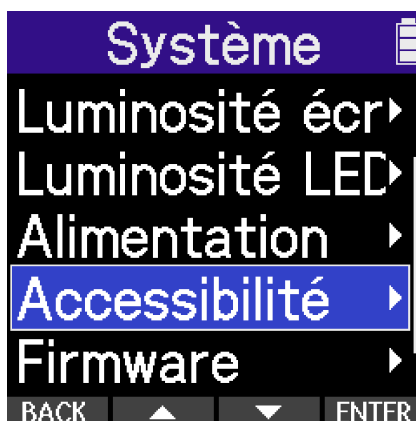 Système
Luminosité écr
Luminosité LED
Alimentation
Accessibilité
Firmware
BACK ENTER